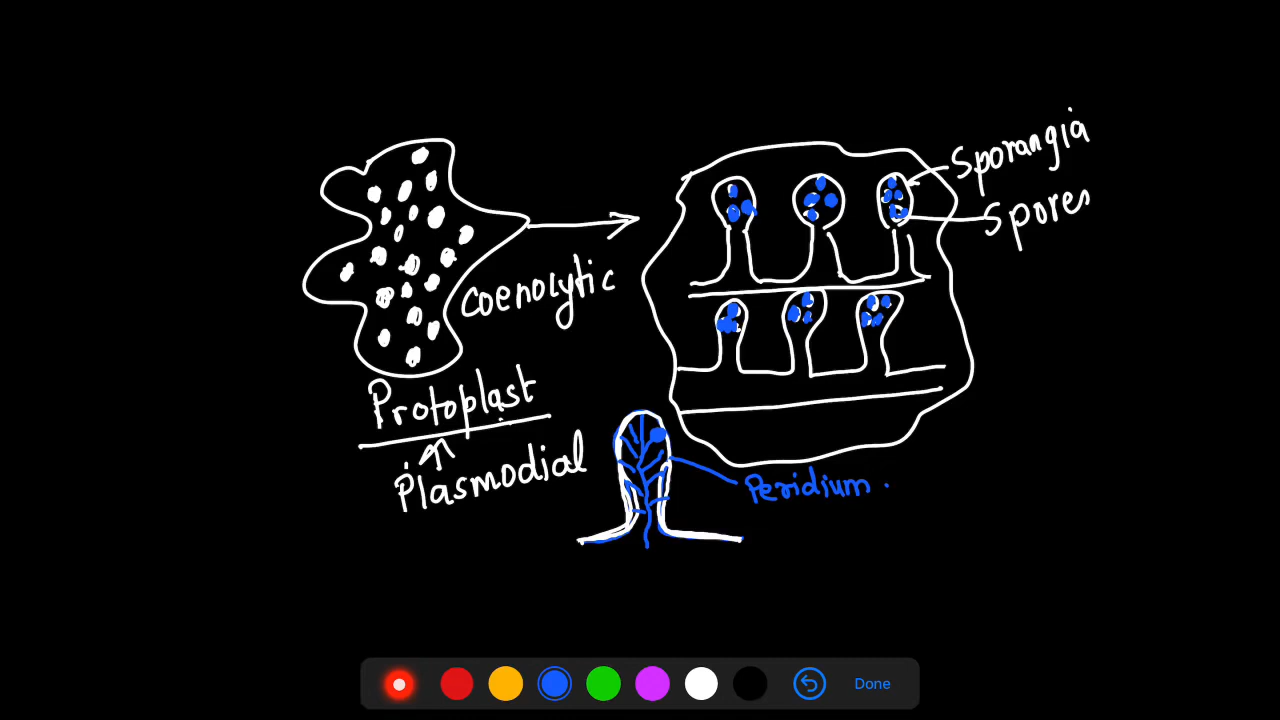 Sporangia
Spores
Coenolytic
Protoplast
Plasmodial
Peridium.
Done